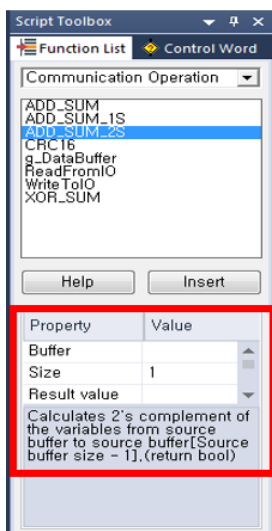 Script Toolbox
Function List Control Word
Communication Operation
ADD_SUM
ADD_SUM_1S
ADD_SUM_2S
CRC16
g_DataBuffer
ReadFromIO
WriteToIO
XOR_SUM
Help Insert
Property Value
Buffer
Size 1
Result value
Calculates 2's complement of
the variables from source
buffer to source buffer[Source
buffer size - 1],(return bool)